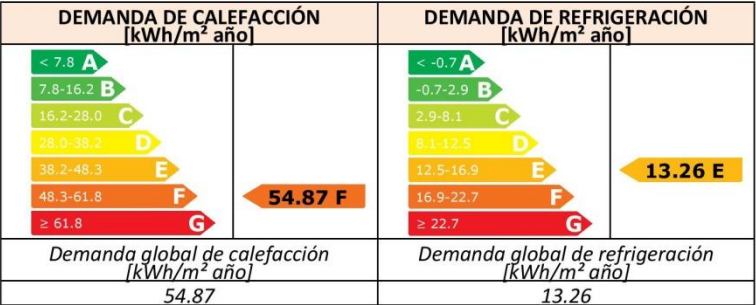 DEMANDA DE CALEFACCIÓN
[kWh/m² año]
< 7.8 A
7.8-16.2 B
16.2-28.0 C
28.0-38.2 D
38.2-48.3 E
48.3-61.8 F
≥ 61.8 G
54.87 F
Demanda global de calefacción
[kWh/m² año]
54.87
DEMANDA DE REFRIGERACIÓN
[kWh/m² año]
< -0.7 A
-0.7-2.9 B
2.9-8.1 C
8.1-12.5 D
12.5-16.9 E
16.9-22.7 F
≥ 22.7 G
13.26 E
Demanda global de refrigeración
[kWh/m² año]
13.26